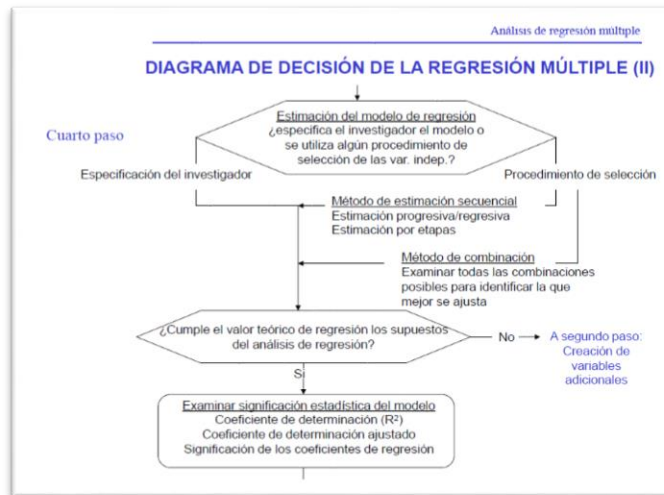 Análisis de regresión múltiple
DIAGRAMA DE DECISIÓN DE LA REGRESIÓN MÚLTIPLE (II)
Cuarto paso
Estimación del modelo de regresión
¿especifica el investigador el modelo o
se utiliza algún procedimiento de
selección de las var. indep.?
Especificación del investigador
Procedimiento de selección
Método de estimación secuencial
Estimación progresiva/regresiva
Estimación por etapas
Método de combinación
Examinar todas las combinaciones
posibles para identificar la que
mejor se ajusta
¿Cumple el valor teórico de regresión los supuestos
del análisis de regresión?
No
A segundo paso:
Creación de
variables
adicionales
Sí
Examinar significación estadística del modelo
Coeficiente de determinación (R²)
Coeficiente de determinación ajustado
Significación de los coeficientes de regresión